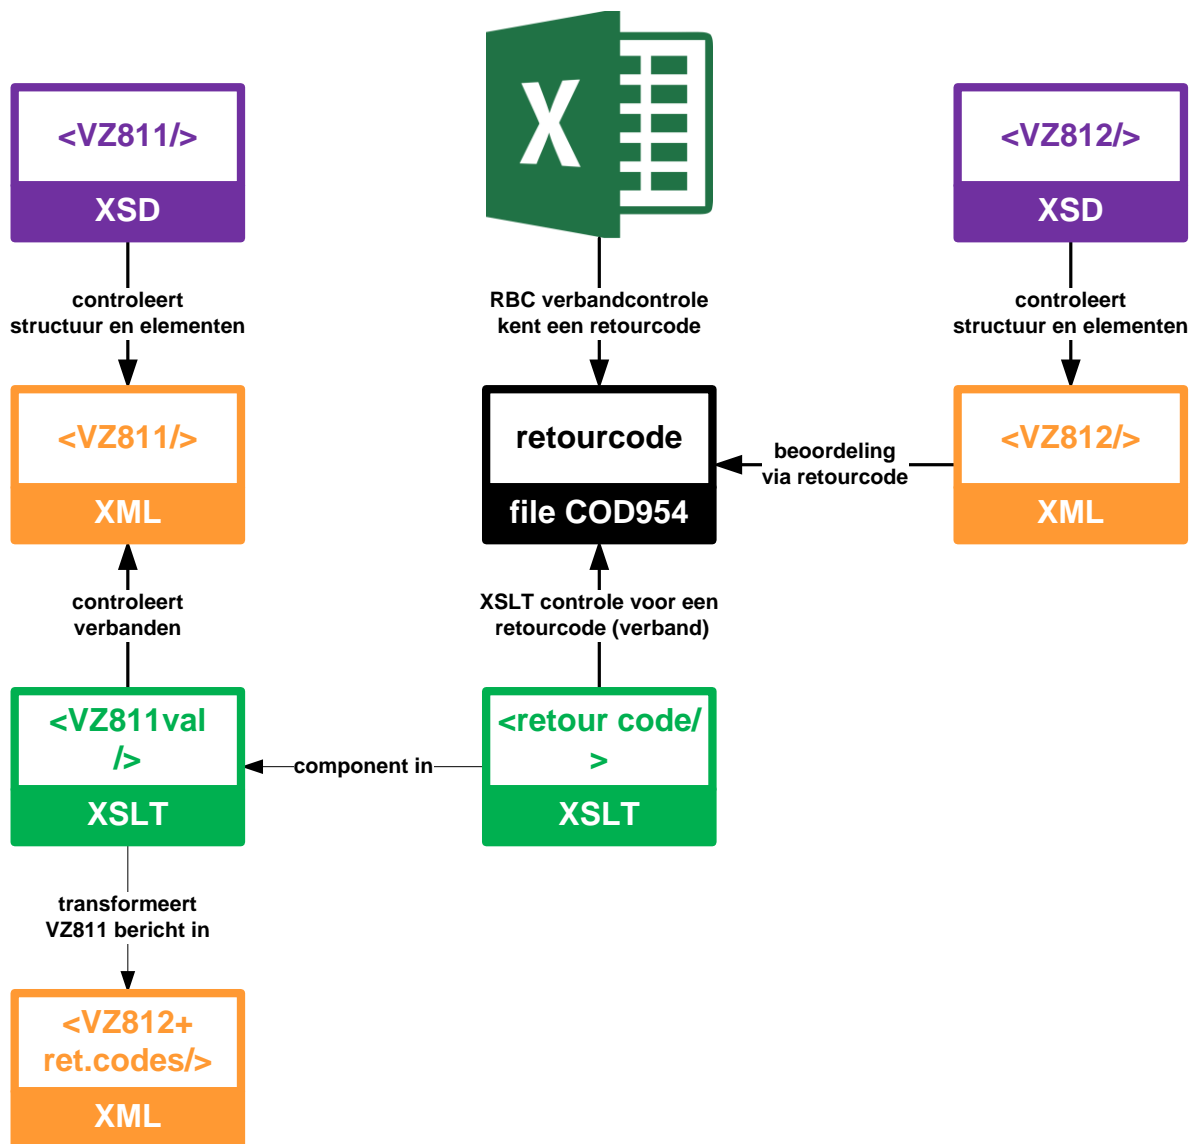 X
<VZ811/>
XSD
<VZ812/>
XSD
controleert
structuur en elementen
RBC verbandcontrole
kent een retourcode
controleert
structuur en elementen
<VZ811/>
XML
retourcode
file COD954
beoordeling
via retourcode
<VZ812/>
XML
controleert
verbanden
XSLT controle voor een
retourcode (verband)
<VZ811val
/>
XSLT
component in
<retour code/
>
XSLT
transformeert
VZ811 bericht in
<VZ812+
ret.codes/>
XML